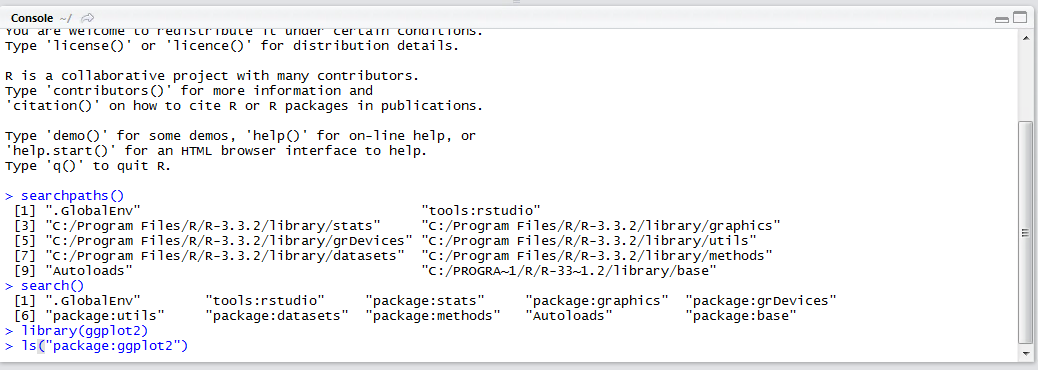 Console ~/
You are welcome to redistribute it under certain conditions.
Type 'license()' or 'licence()' for distribution details.
R is a collaborative project with many contributors.
Type 'contributors()' for more information and
'citation()' on how to cite R or R packages in publications.
Type 'demo()' for some demos, 'help()' for on-line help, or
'help.start()' for an HTML browser interface to help.
Type 'q()' to quit R.
> searchpaths()
[1] ".GlobalEnv" "tools:rstudio"
[3] "C:/Program Files/R/R-3.3.2/library/stats" "C:/Program Files/R/R-3.3.2/library/graphics"
[5] "C:/Program Files/R/R-3.3.2/library/grDevices" "C:/Program Files/R/R-3.3.2/library/utils"
[7] "C:/Program Files/R/R-3.3.2/library/datasets" "C:/Program Files/R/R-3.3.2/library/methods"
[9] "Autoloads" "C:/PROGRA~1/R/R-33~1.2/library/base"
> search()
[1] ".GlobalEnv" "tools:rstudio" "package:stats" "package:graphics" "package:grDevices"
[6] "package:utils" "package:datasets" "package:methods" "Autoloads" "package:base"
> library(ggplot2)
> ls("package:ggplot2")